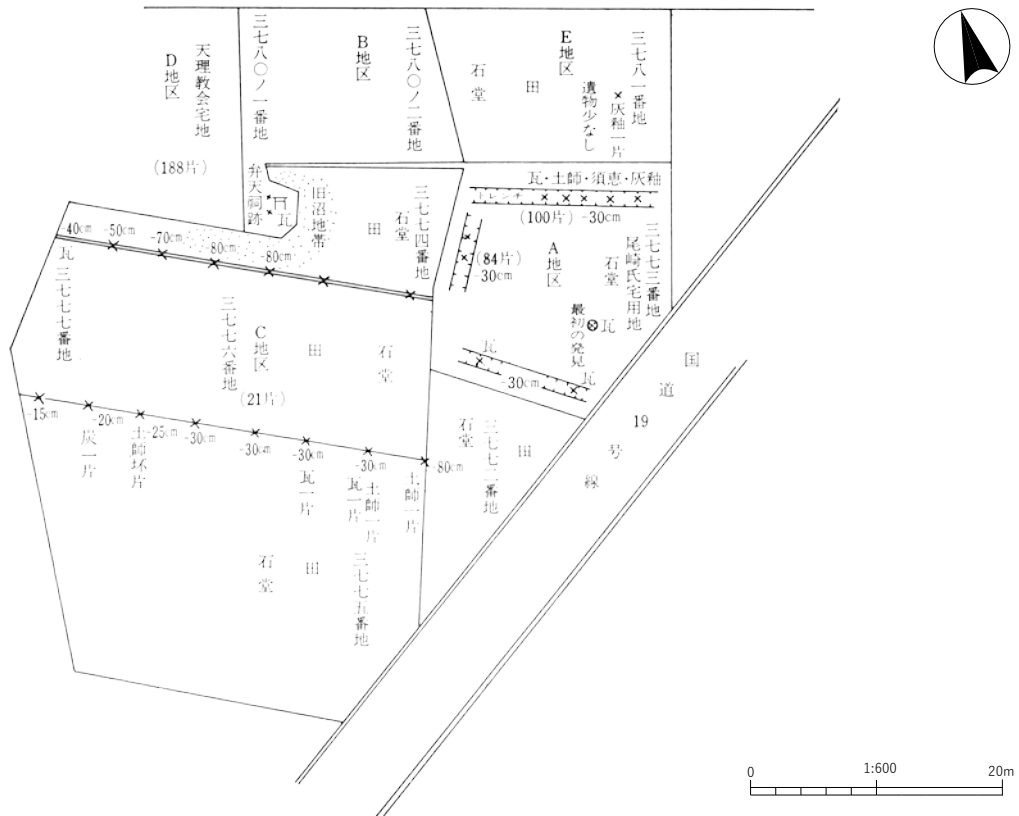 D地区
天理教会宅地
(188片)
三七八〇ノ一番地
B地区
三七八〇ノ二番地
E地区
石堂
田
遺物少なし
×灰釉一片
三七八一番地
弁天祠跡
瓦
旧沼地帯
田
石堂
三七七四番地
瓦・土師・須恵・灰釉
トレンチ
(100片) -30cm
(84片)
-30cm
A地区
石堂
尾崎氏宅用地
三七七三番地
最初の発見
瓦
瓦
-30cm
瓦
-40cm
-50cm
-70cm
-80cm
-80cm
瓦
三七七七番地
三七七六番地
C地区
(21片)
田
石堂
-15cm
-20cm
-25cm
-30cm
-30cm
-30cm
-30cm
-80cm
炭一片
土師坏片
瓦一片
瓦一片
土師一片
土師一片
石堂
三七七二番地
田
石堂
田
三七七五番地
国道19号線
0
1:600
20m